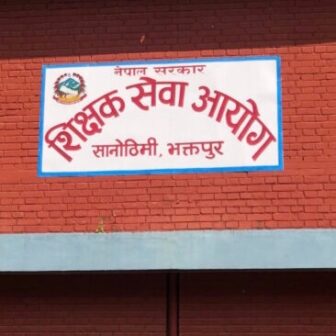 नेपाल सरकार
शिक्षक सेवा आयोग
सानोठिमी, भक्तपुर